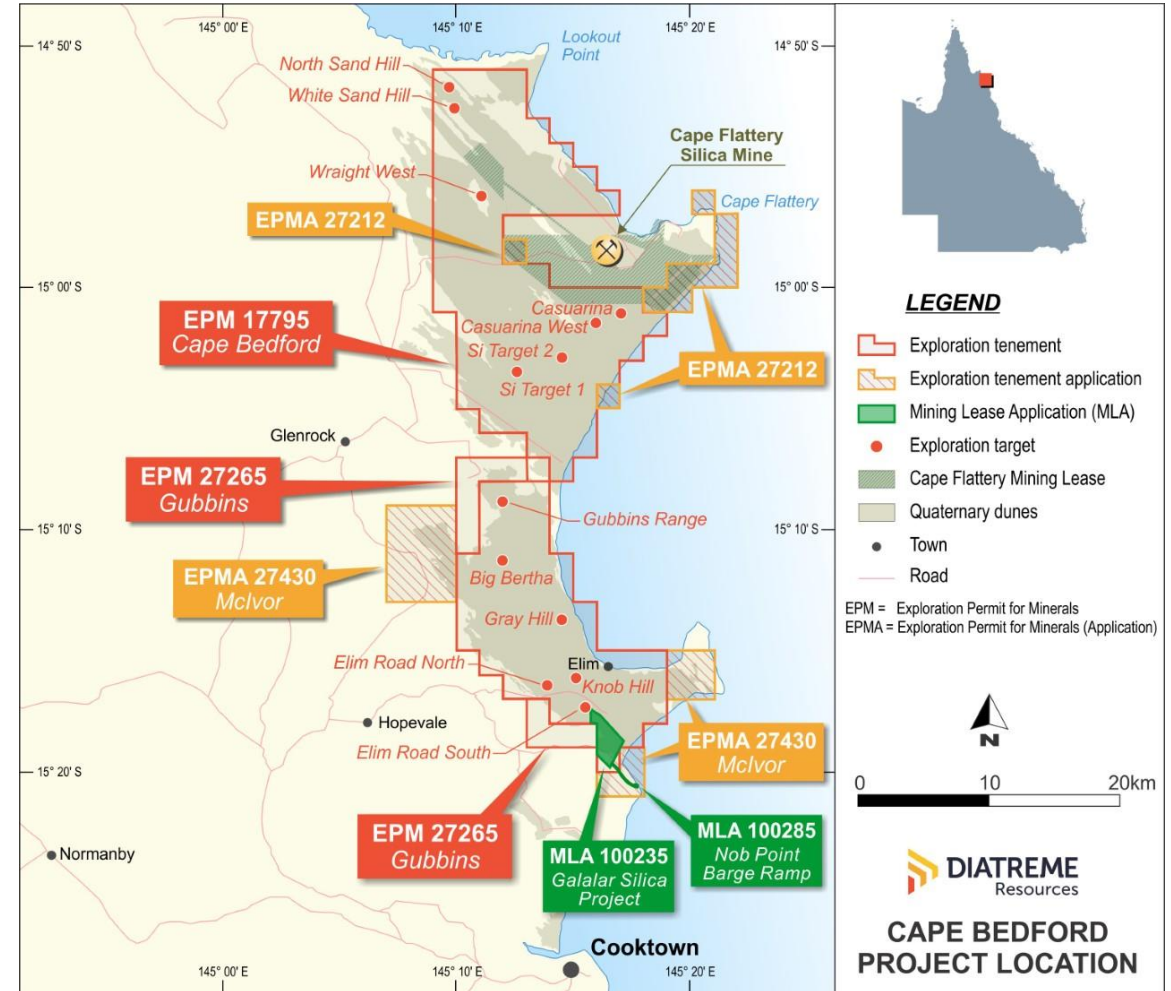 145° 00' E
145° 10' E
145° 20' E
14° 50' S
14° 50' S
Lookout
Point
North Sand Hill
White Sand Hill
Cape Flattery
Silica Mine
Wraight West
Cape Flattery
EPMA 27212
15° 00' S
15° 00' S
EPM 17795
Cape Bedford
Casuarina
Casuarina West
Si Target 2
Si Target 1
EPMA 27212
Glenrock
EPM 27265
Gubbins
Gubbins Range
15° 10' S
15° 10' S
EPMA 27430
McIvor
Big Bertha
Gray Hill
Elim Road North
Elim
Knob Hill
Hopevale
Elim Road South
EPMA 27430
McIvor
15° 20' S
15° 20' S
EPM 27265
Gubbins
MLA 100235
Galalar Silica
Project
MLA 100285
Nob Point
Barge Ramp
Normanby
Cooktown
145° 00' E
145° 10' E
145° 20' E
LEGEND
Exploration tenement
Exploration tenement application
Mining Lease Application (MLA)
Exploration target
Cape Flattery Mining Lease
Quaternary dunes
Town
Road
EPM = Exploration Permit for Minerals
EPMA = Exploration Permit for Minerals (Application)
N
0 10 20km
DIATREME
Resources
CAPE BEDFORD
PROJECT LOCATION